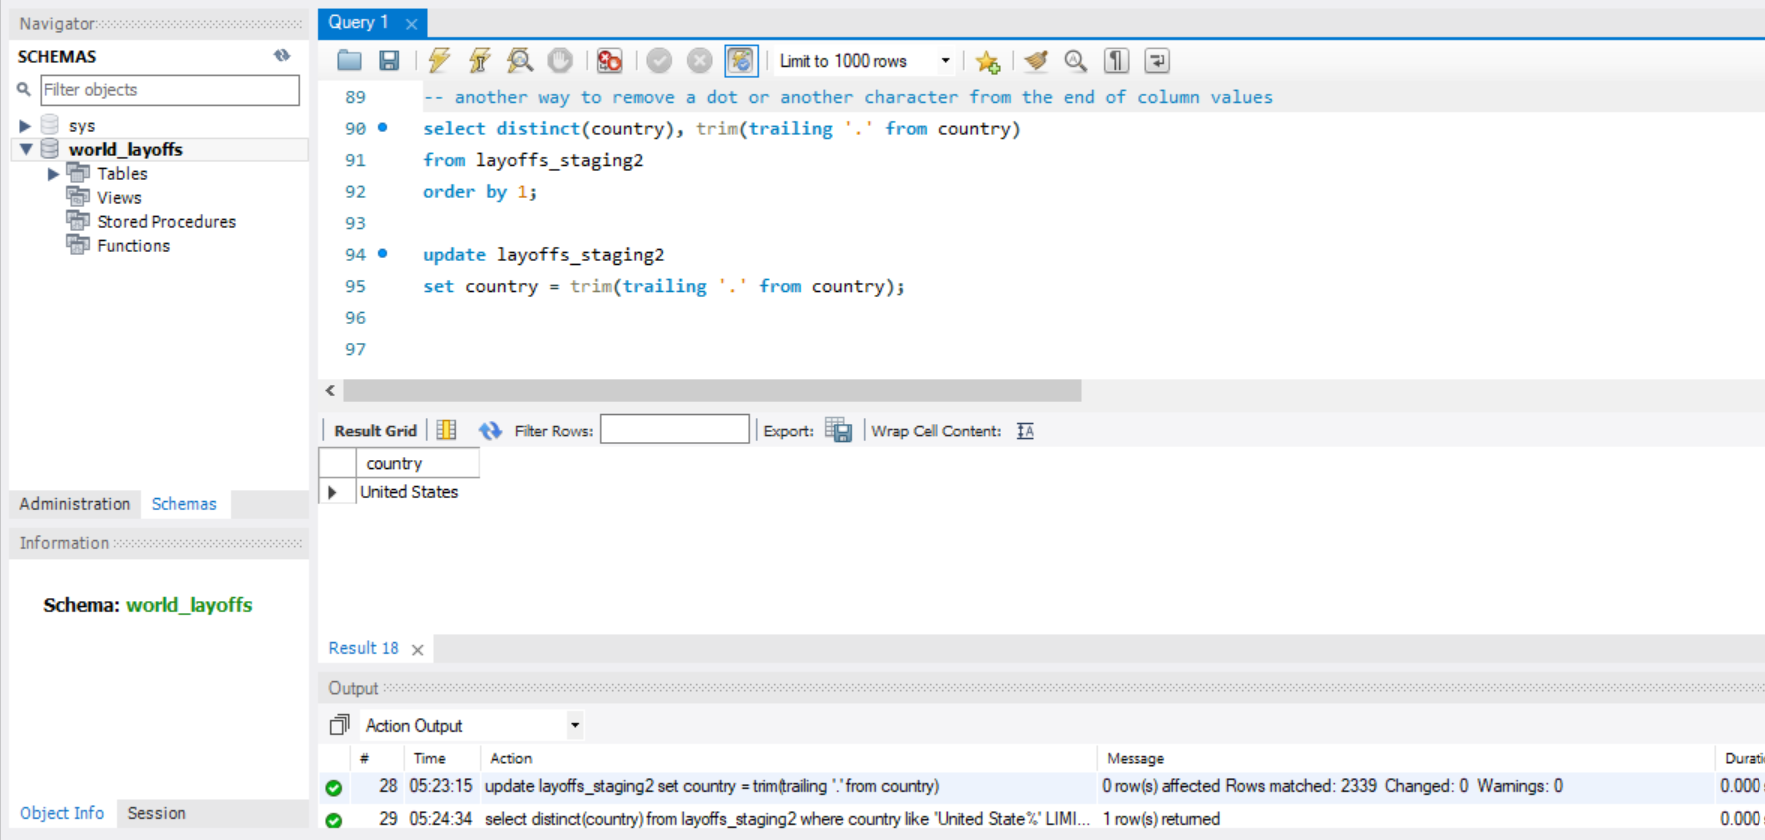 Navigator
SCHEMAS
Filter objects
sys
world_layoffs
Tables
Views
Stored Procedures
Functions
Administration Schemas
Information
Schema: world_layoffs
Object Info Session
Query 1
Limit to 1000 rows
89 -- another way to remove a dot or another character from the end of column values
90 select distinct(country), trim(trailing '.' from country)
91 from layoffs_staging2
92 order by 1;
93
94 update layoffs_staging2
95 set country = trim(trailing '.' from country);
96
97
Result Grid Filter Rows: Export: Wrap Cell Content: IA
country
United States
Result 18
Output
Action Output
# Time Action Message Durati
28 05:23:15 update layoffs_staging2 set country = trim(trailing '.' from country) 0 row(s) affected Rows matched: 2339 Changed: 0 Warnings: 0 0.000
29 05:24:34 select distinct(country) from layoffs_staging2 where country like 'United State%' LIMI... 1 row(s) returned 0.000